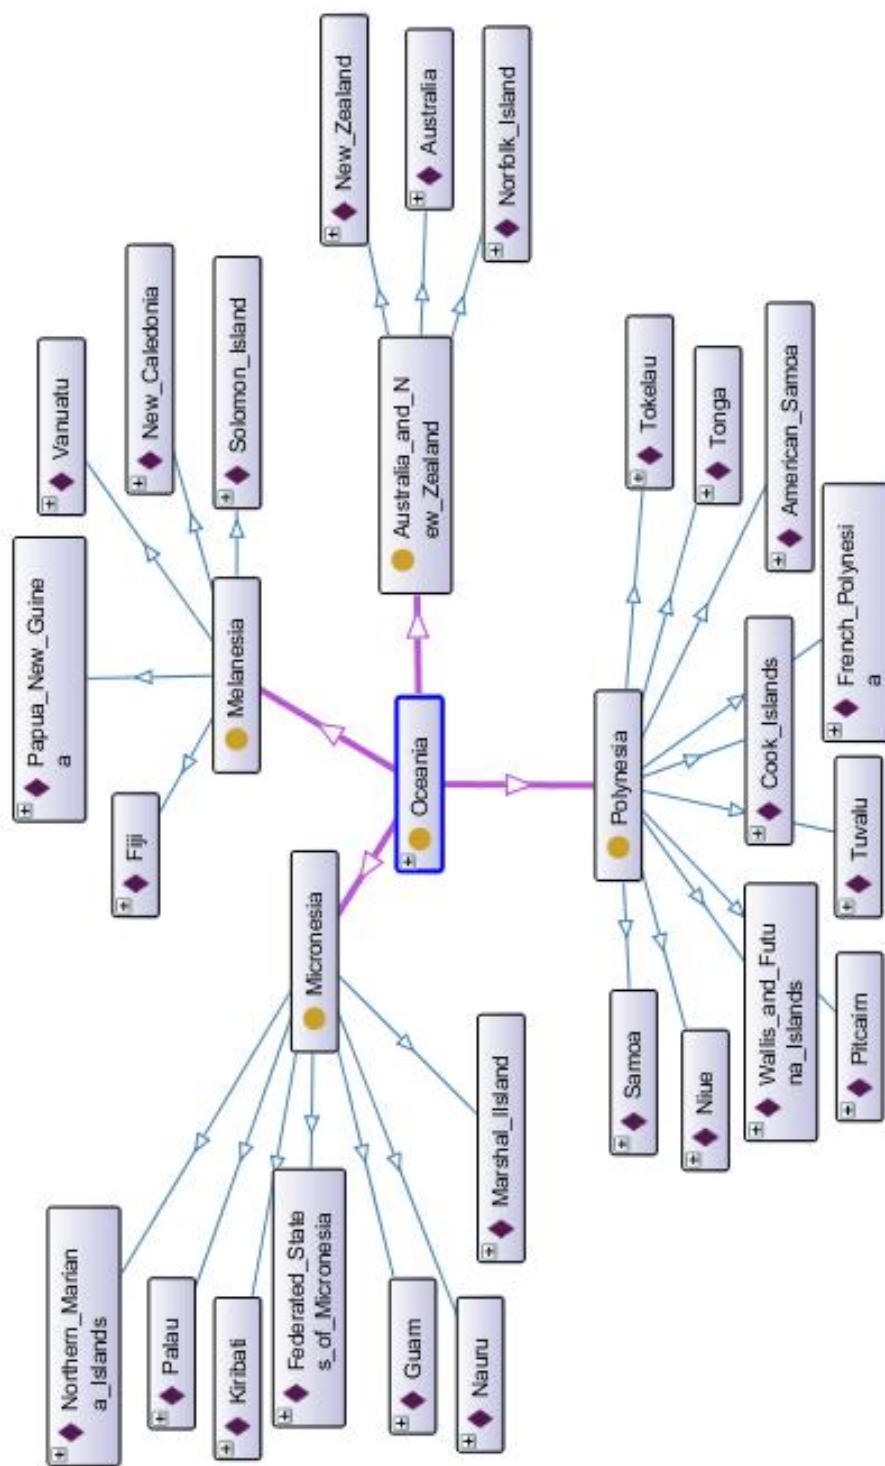 Papua_New_Guine
a
Vanuatu
Northern_Marian
a_Islands
Fiji
New_Caledonia
Palau
Kiribati
Melanesia
Solomon_Island
Federated_State
s_of_Micronesia
Micronesia
New_Zealand
Guam
Oceania
Australia_and_N
ew_Zealand
Australia
Nauru
Marshal_IIsland
Norfolk_Island
Polynesia
Samoa
Tokelau
Niue
Tonga
Wallis_and_Futu
na_Islands
Cook_Islands
American_Samoa
Pitcairn
Tuvalu
French_Polynesi
a